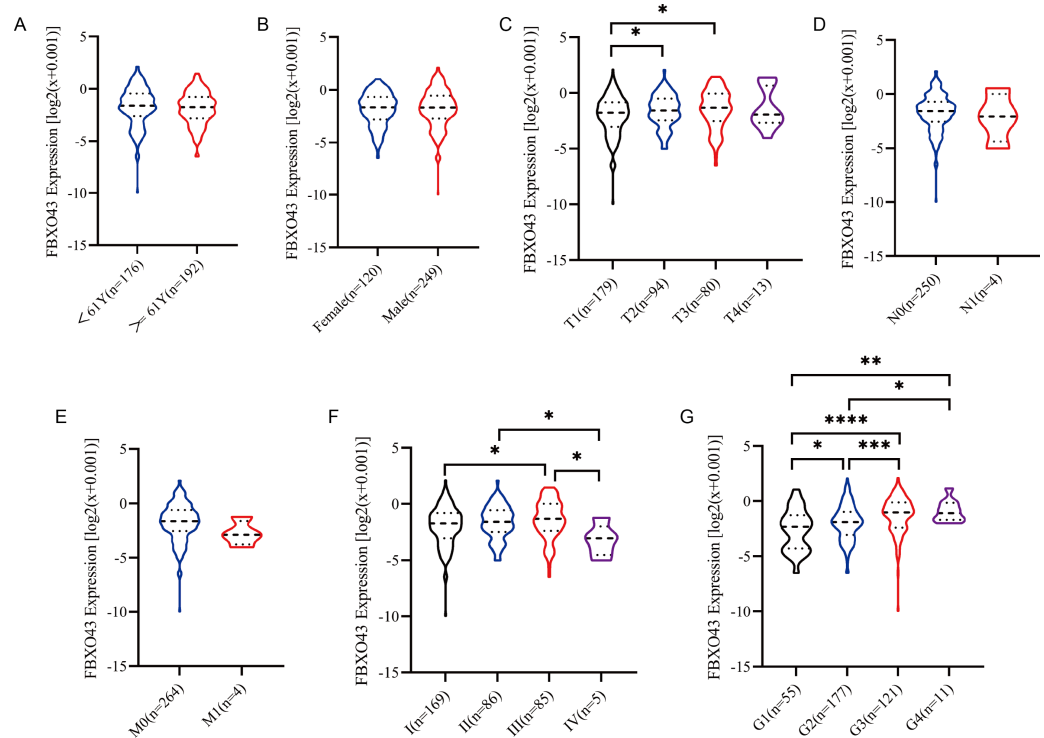 A
FBXO43 Expression [log2(x+0.001)]
5
0
-5
-10
-15
<61Y(n=176)
>=61Y(n=192)
B
FBXO43 Expression [log2(x+0.001)]
5
0
-5
-10
-15
Female(n=120)
Male(n=249)
C
FBXO43 Expression [log2(x+0.001)]
*
*
5
0
-5
-10
-15
T1(n=179)
T2(n=94)
T3(n=80)
T4(n=13)
D
FBXO43 Expression [log2(x+0.001)]
5
0
-5
-10
-15
N0(n=250)
N1(n=4)
E
FBXO43 Expression [log2(x+0.001)]
5
0
-5
-10
-15
M0(n=264)
M1(n=4)
F
FBXO43 Expression [log2(x+0.001)]
*
*
*
5
0
-5
-10
-15
I(n=169)
II(n=86)
III(n=85)
IV(n=5)
G
FBXO43 Expression [log2(x+0.001)]
**
*
****
*
***
5
0
-5
-10
-15
G1(n=55)
G2(n=177)
G3(n=121)
G4(n=11)